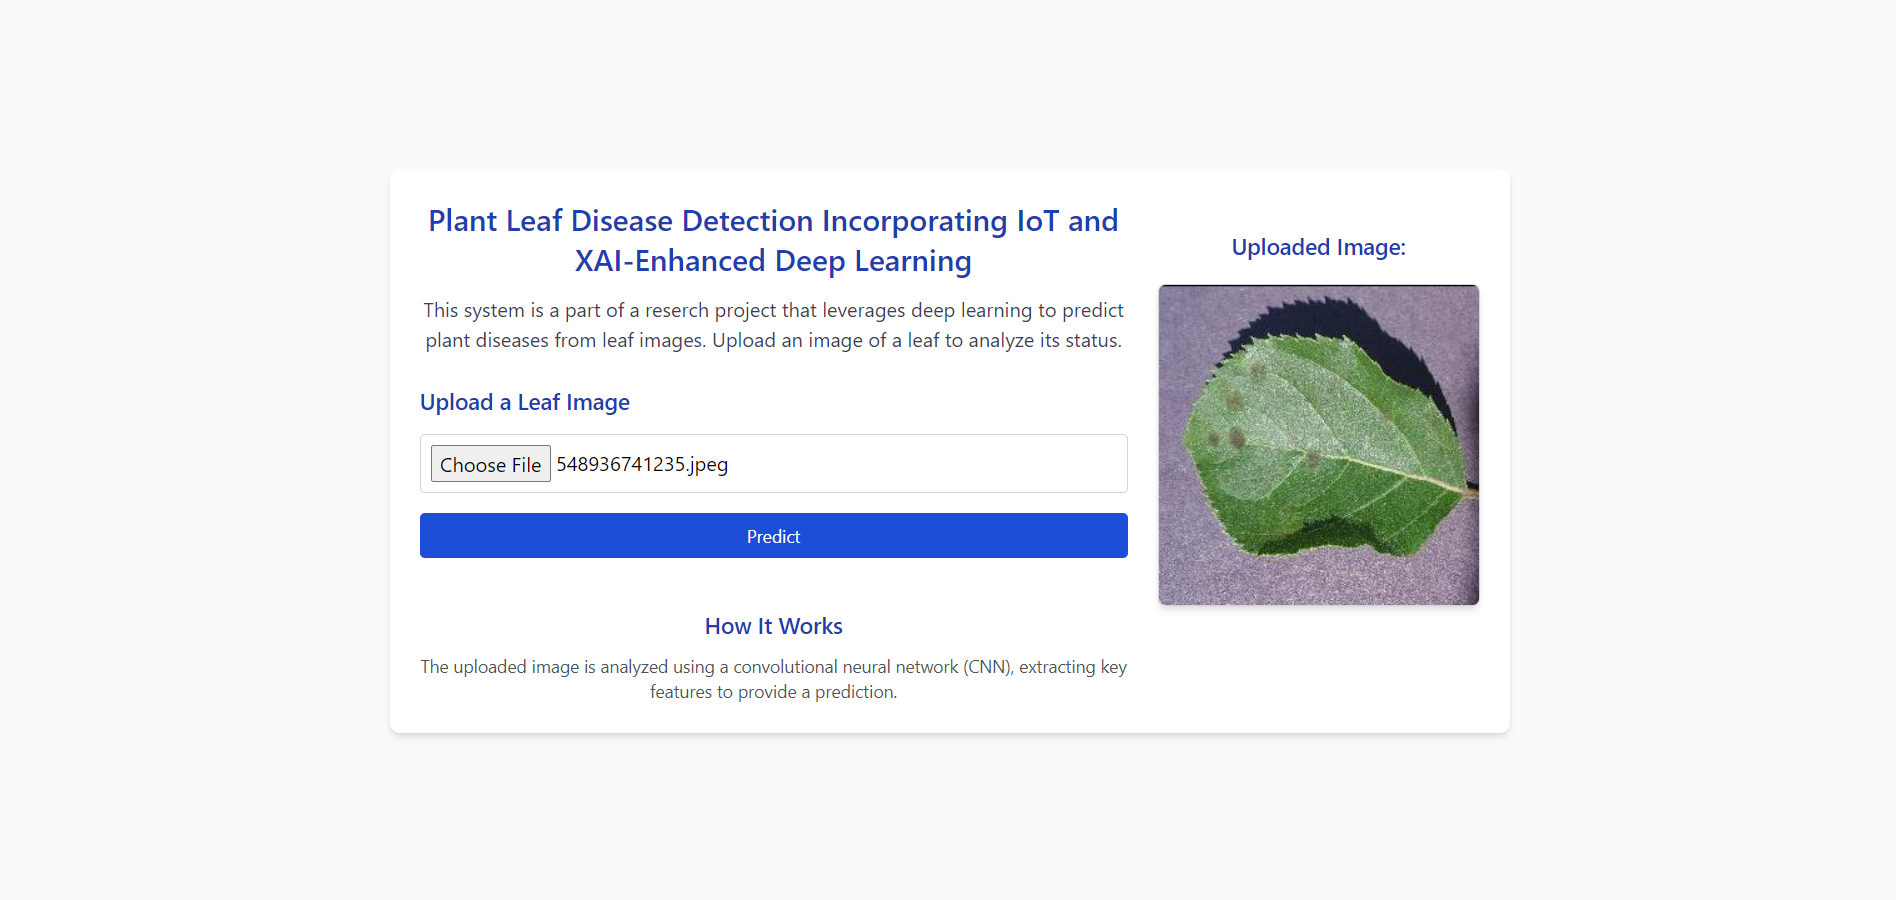 Plant Leaf Disease Detection Incorporating IoT and
XAI-Enhanced Deep Learning
This system is a part of a reserch project that leverages deep learning to predict
plant diseases from leaf images. Upload an image of a leaf to analyze its status.
Upload a Leaf Image
Choose File 548936741235.jpeg
Predict
How It Works
The uploaded image is analyzed using a convolutional neural network (CNN), extracting key
features to provide a prediction.
Uploaded Image: